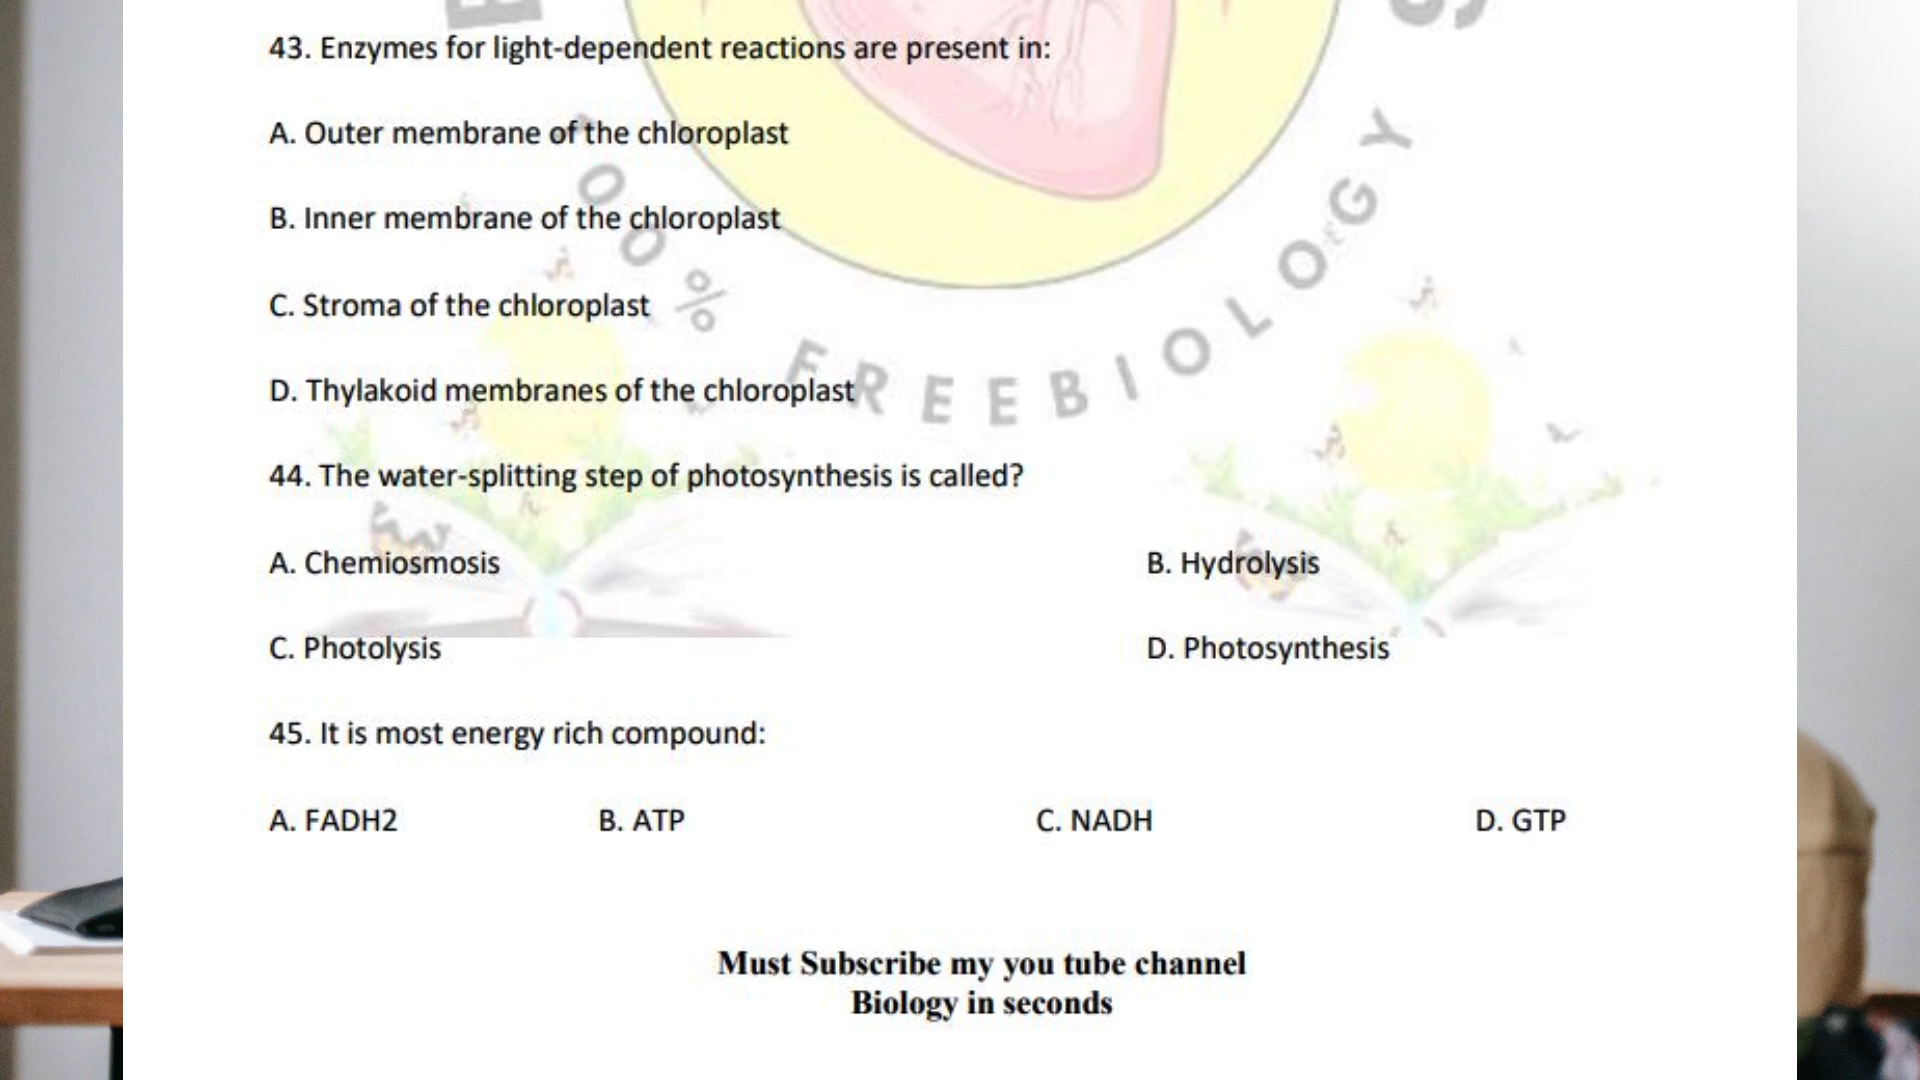 43. Enzymes for light-dependent reactions are present in:
A. Outer membrane of the chloroplast
B. Inner membrane of the chloroplast
C. Stroma of the chloroplast
D. Thylakoid membranes of the chloroplast
100% FREE BIOLOGY
44. The water-splitting step of photosynthesis is called?
A. Chemiosmosis B. Hydrolysis
C. Photolysis D. Photosynthesis
45. It is most energy rich compound:
A. FADH2 B. ATP C. NADH D. GTP
Must Subscribe my you tube channel
Biology in seconds